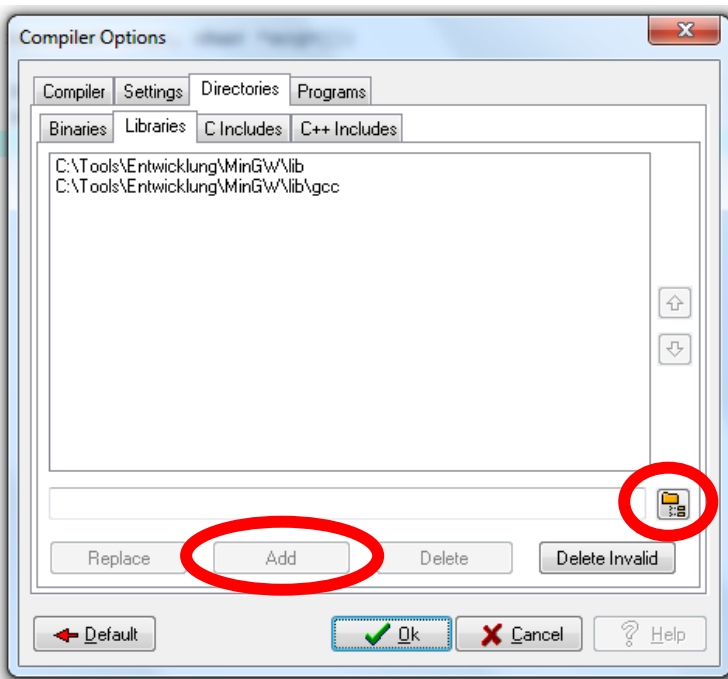 Compiler Options
Compiler Settings Directories Programs
Binaries Libraries C Includes C++ Includes
C:\Tools\Entwicklung\MinGW\lib
C:\Tools\Entwicklung\MinGW\lib\gcc
Replace Add Delete Delete Invalid
Default Ok Cancel Help